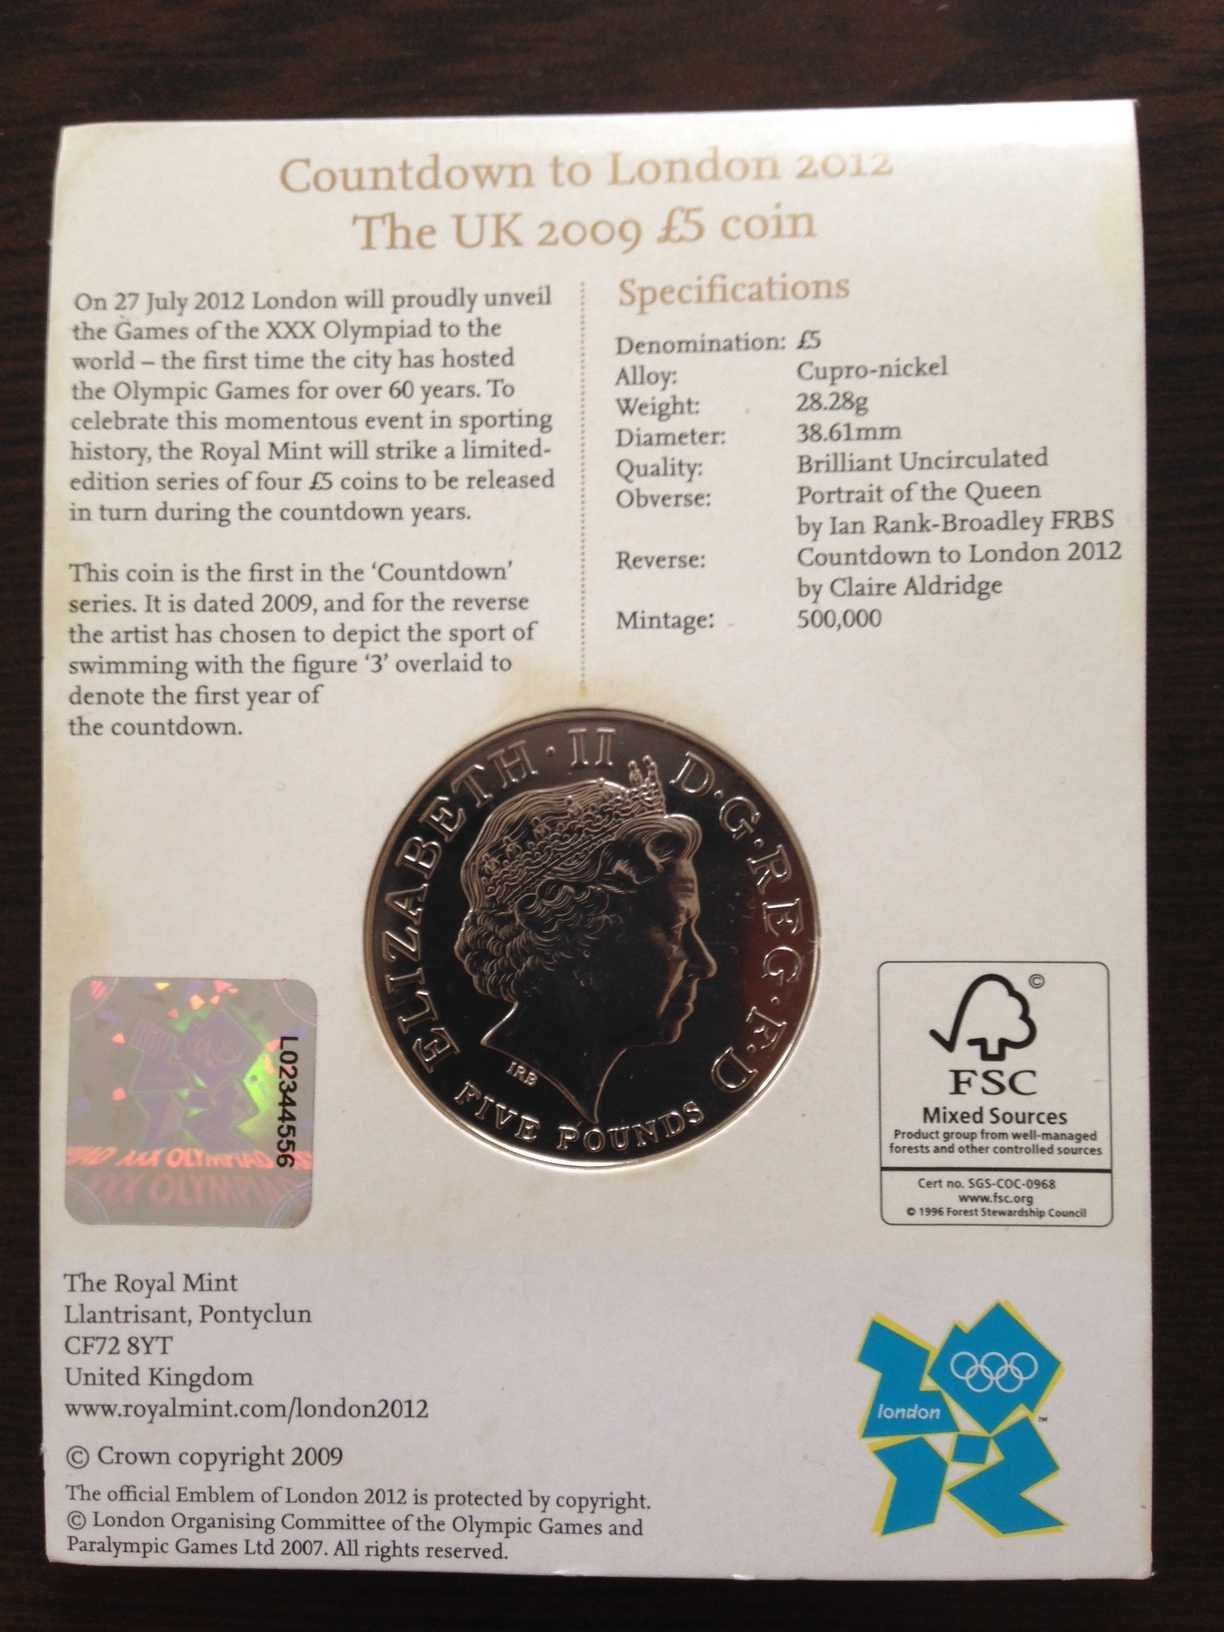 Countdown to London 2012
The UK 2009 £5 coin
On 27 July 2012 London will proudly unveil
the Games of the XXX Olympiad to the
world – the first time the city has hosted
the Olympic Games for over 60 years. To
celebrate this momentous event in sporting
history, the Royal Mint will strike a limited-
edition series of four £5 coins to be released
in turn during the countdown years.
This coin is the first in the ‘Countdown’
series. It is dated 2009, and for the reverse
the artist has chosen to depict the sport of
swimming with the figure ‘3’ overlaid to
denote the first year of
the countdown.
Specifications
Denomination: £5
Alloy: Cupro-nickel
Weight: 28.28g
Diameter: 38.61mm
Quality: Brilliant Uncirculated
Obverse: Portrait of the Queen
by Ian Rank-Broadley FRBS
Reverse: Countdown to London 2012
by Claire Aldridge
Mintage: 500,000
ELIZABETH · II D · G · REG · F · D
FIVE POUNDS
IRB
L02344556
XXX OLYMPIAD
XXX OLYMPIAD
©
FSC
Mixed Sources
Product group from well-managed
forests and other controlled sources
Cert no. SGS-COC-0968
www.fsc.org
© 1996 Forest Stewardship Council
The Royal Mint
Llantrisant, Pontyclun
CF72 8YT
United Kingdom
www.royalmint.com/london2012
© Crown copyright 2009
The official Emblem of London 2012 is protected by copyright.
© London Organising Committee of the Olympic Games and
Paralympic Games Ltd 2007. All rights reserved.
london
™